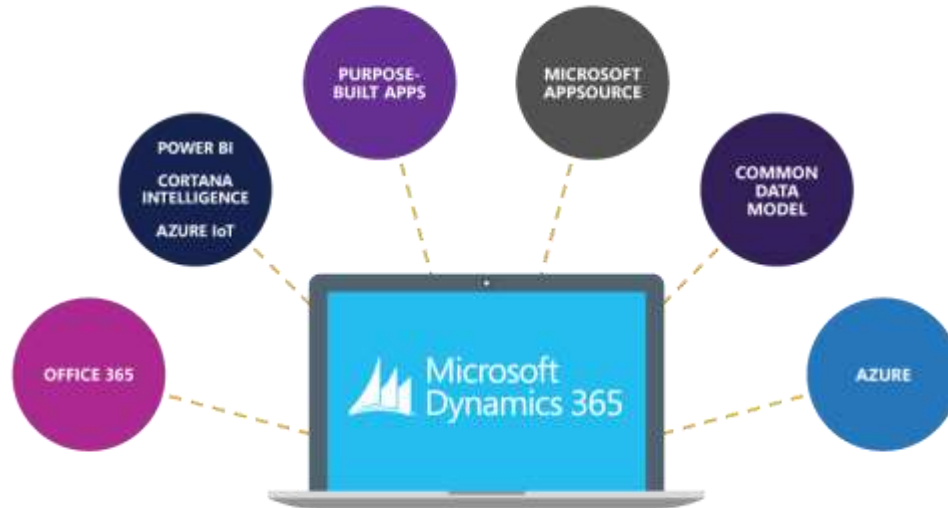 PURPOSE-
BUILT APPS
MICROSOFT
APPSOURCE
POWER BI
CORTANA
INTELLIGENCE
AZURE IoT
COMMON
DATA
MODEL
OFFICE 365
Microsoft
Dynamics 365
AZURE